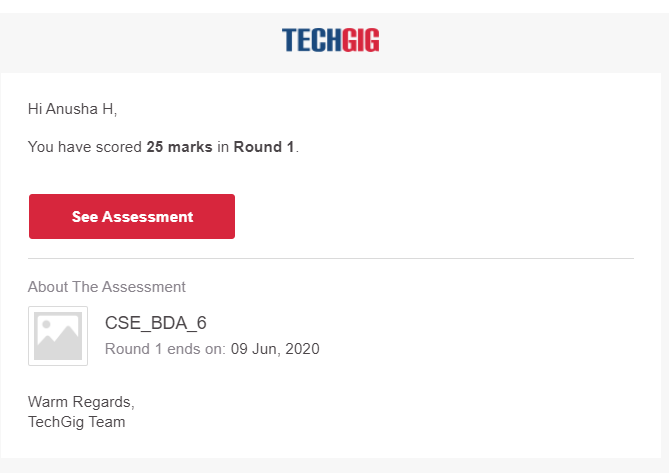 TECHGIG
Hi Anusha H,
You have scored 25 marks in Round 1.
See Assessment
About The Assessment
CSE_BDA_6
Round 1 ends on: 09 Jun, 2020
Warm Regards,
TechGig Team